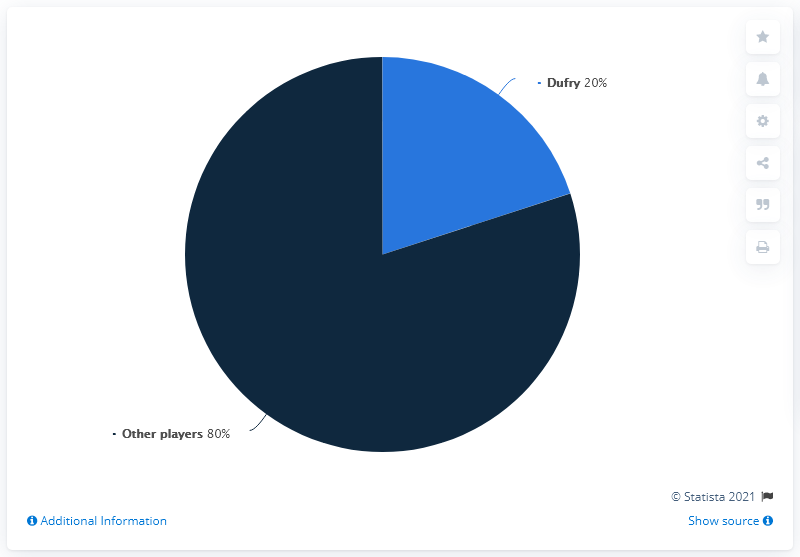 Dufry 20%
Other players 80%
© Statista 2021
Additional Information
Show source